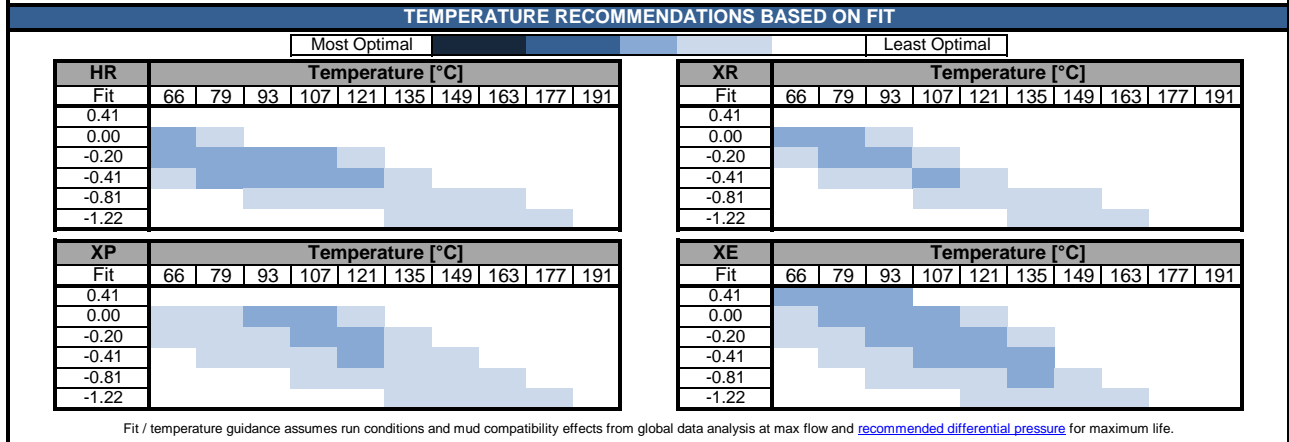 TEMPERATURE RECOMMENDATIONS BASED ON FIT
Most Optimal Least Optimal
HR Temperature [°C]
Fit 66 79 93 107 121 135 149 163 177 191
0.41
0.00
-0.20
-0.41
-0.81
-1.22
XR Temperature [°C]
Fit 66 79 93 107 121 135 149 163 177 191
0.41
0.00
-0.20
-0.41
-0.81
-1.22
XP Temperature [°C]
Fit 66 79 93 107 121 135 149 163 177 191
0.41
0.00
-0.20
-0.41
-0.81
-1.22
XE Temperature [°C]
Fit 66 79 93 107 121 135 149 163 177 191
0.41
0.00
-0.20
-0.41
-0.81
-1.22
Fit / temperature guidance assumes run conditions and mud compatibility effects from global data analysis at max flow and recommended differential pressure for maximum life.